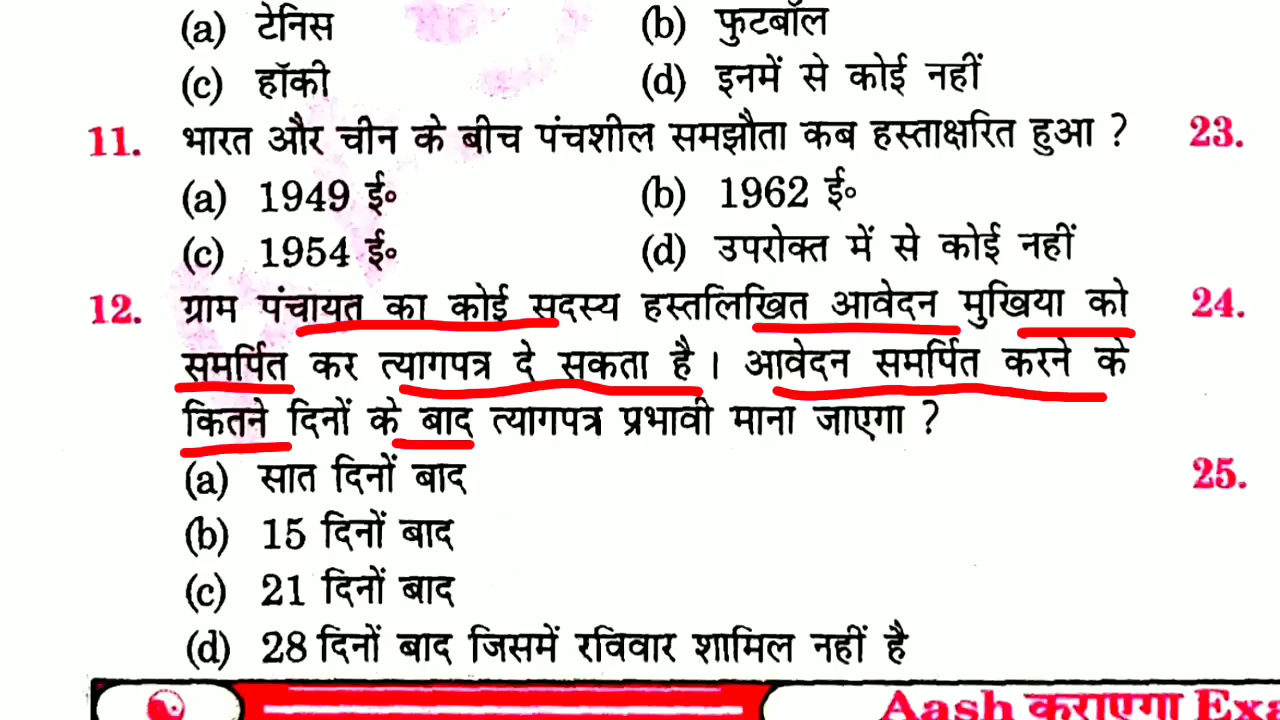 (a) टेनिस (b) फुटबॉल
(c) हॉकी (d) इनमें से कोई नहीं
11. भारत और चीन के बीच पंचशील समझौता कब हस्ताक्षरित हुआ ? 23.
(a) 1949 ई० (b) 1962 ई०
(c) 1954 ई० (d) उपरोक्त में से कोई नहीं
12. ग्राम पंचायत का कोई सदस्य हस्तलिखित आवेदन मुखिया को 24.
समर्पित कर त्यागपत्र दे सकता है। आवेदन समर्पित करने के
कितने दिनों के बाद त्यागपत्र प्रभावी माना जाएगा ?
(a) सात दिनों बाद 25.
(b) 15 दिनों बाद
(c) 21 दिनों बाद
(d) 28 दिनों बाद जिसमें रविवार शामिल नहीं है
Aash कराएगा Exa